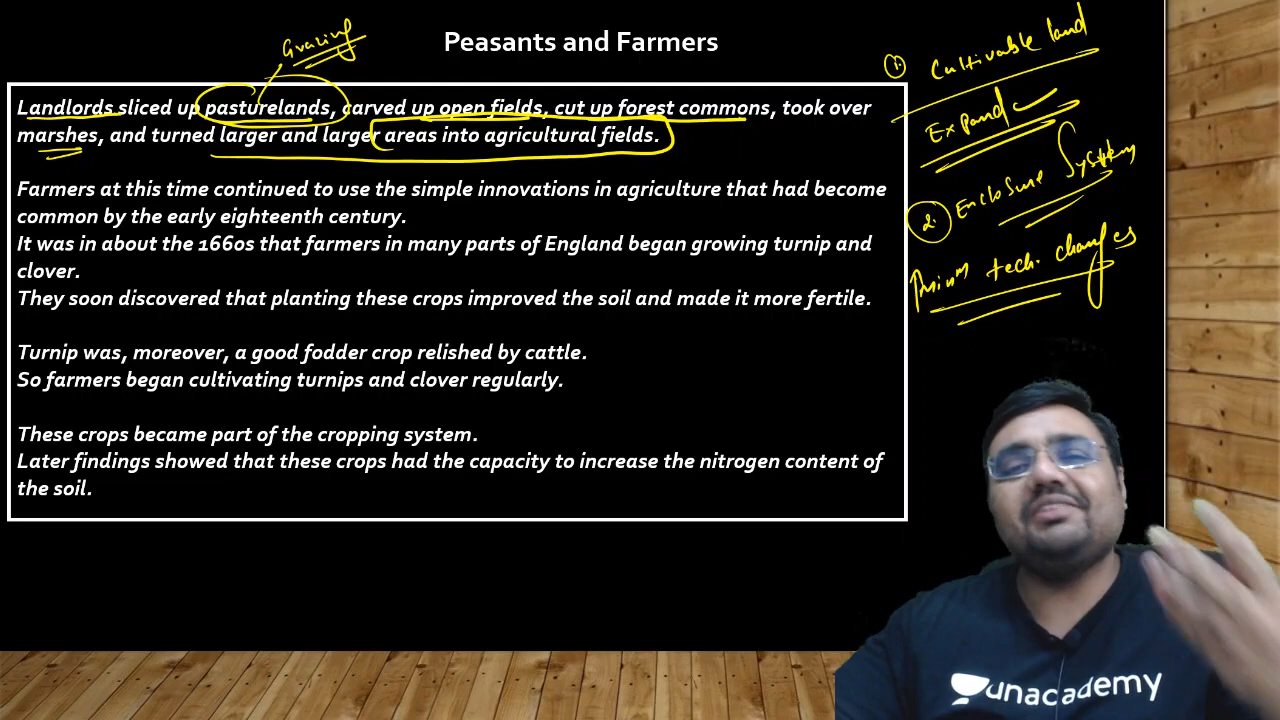 Peasants and Farmers
Grazing
Landlords sliced up pasturelands, carved up open fields, cut up forest commons, took over
marshes, and turned larger and larger areas into agricultural fields.
Farmers at this time continued to use the simple innovations in agriculture that had become
common by the early eighteenth century.
It was in about the 1660s that farmers in many parts of England began growing turnip and
clover.
They soon discovered that planting these crops improved the soil and made it more fertile.
Turnip was, moreover, a good fodder crop relished by cattle.
So farmers began cultivating turnips and clover regularly.
These crops became part of the cropping system.
Later findings showed that these crops had the capacity to increase the nitrogen content of
the soil.
1. Cultivable land
Expand
2. Enclosure System
tech. changes
unacademy